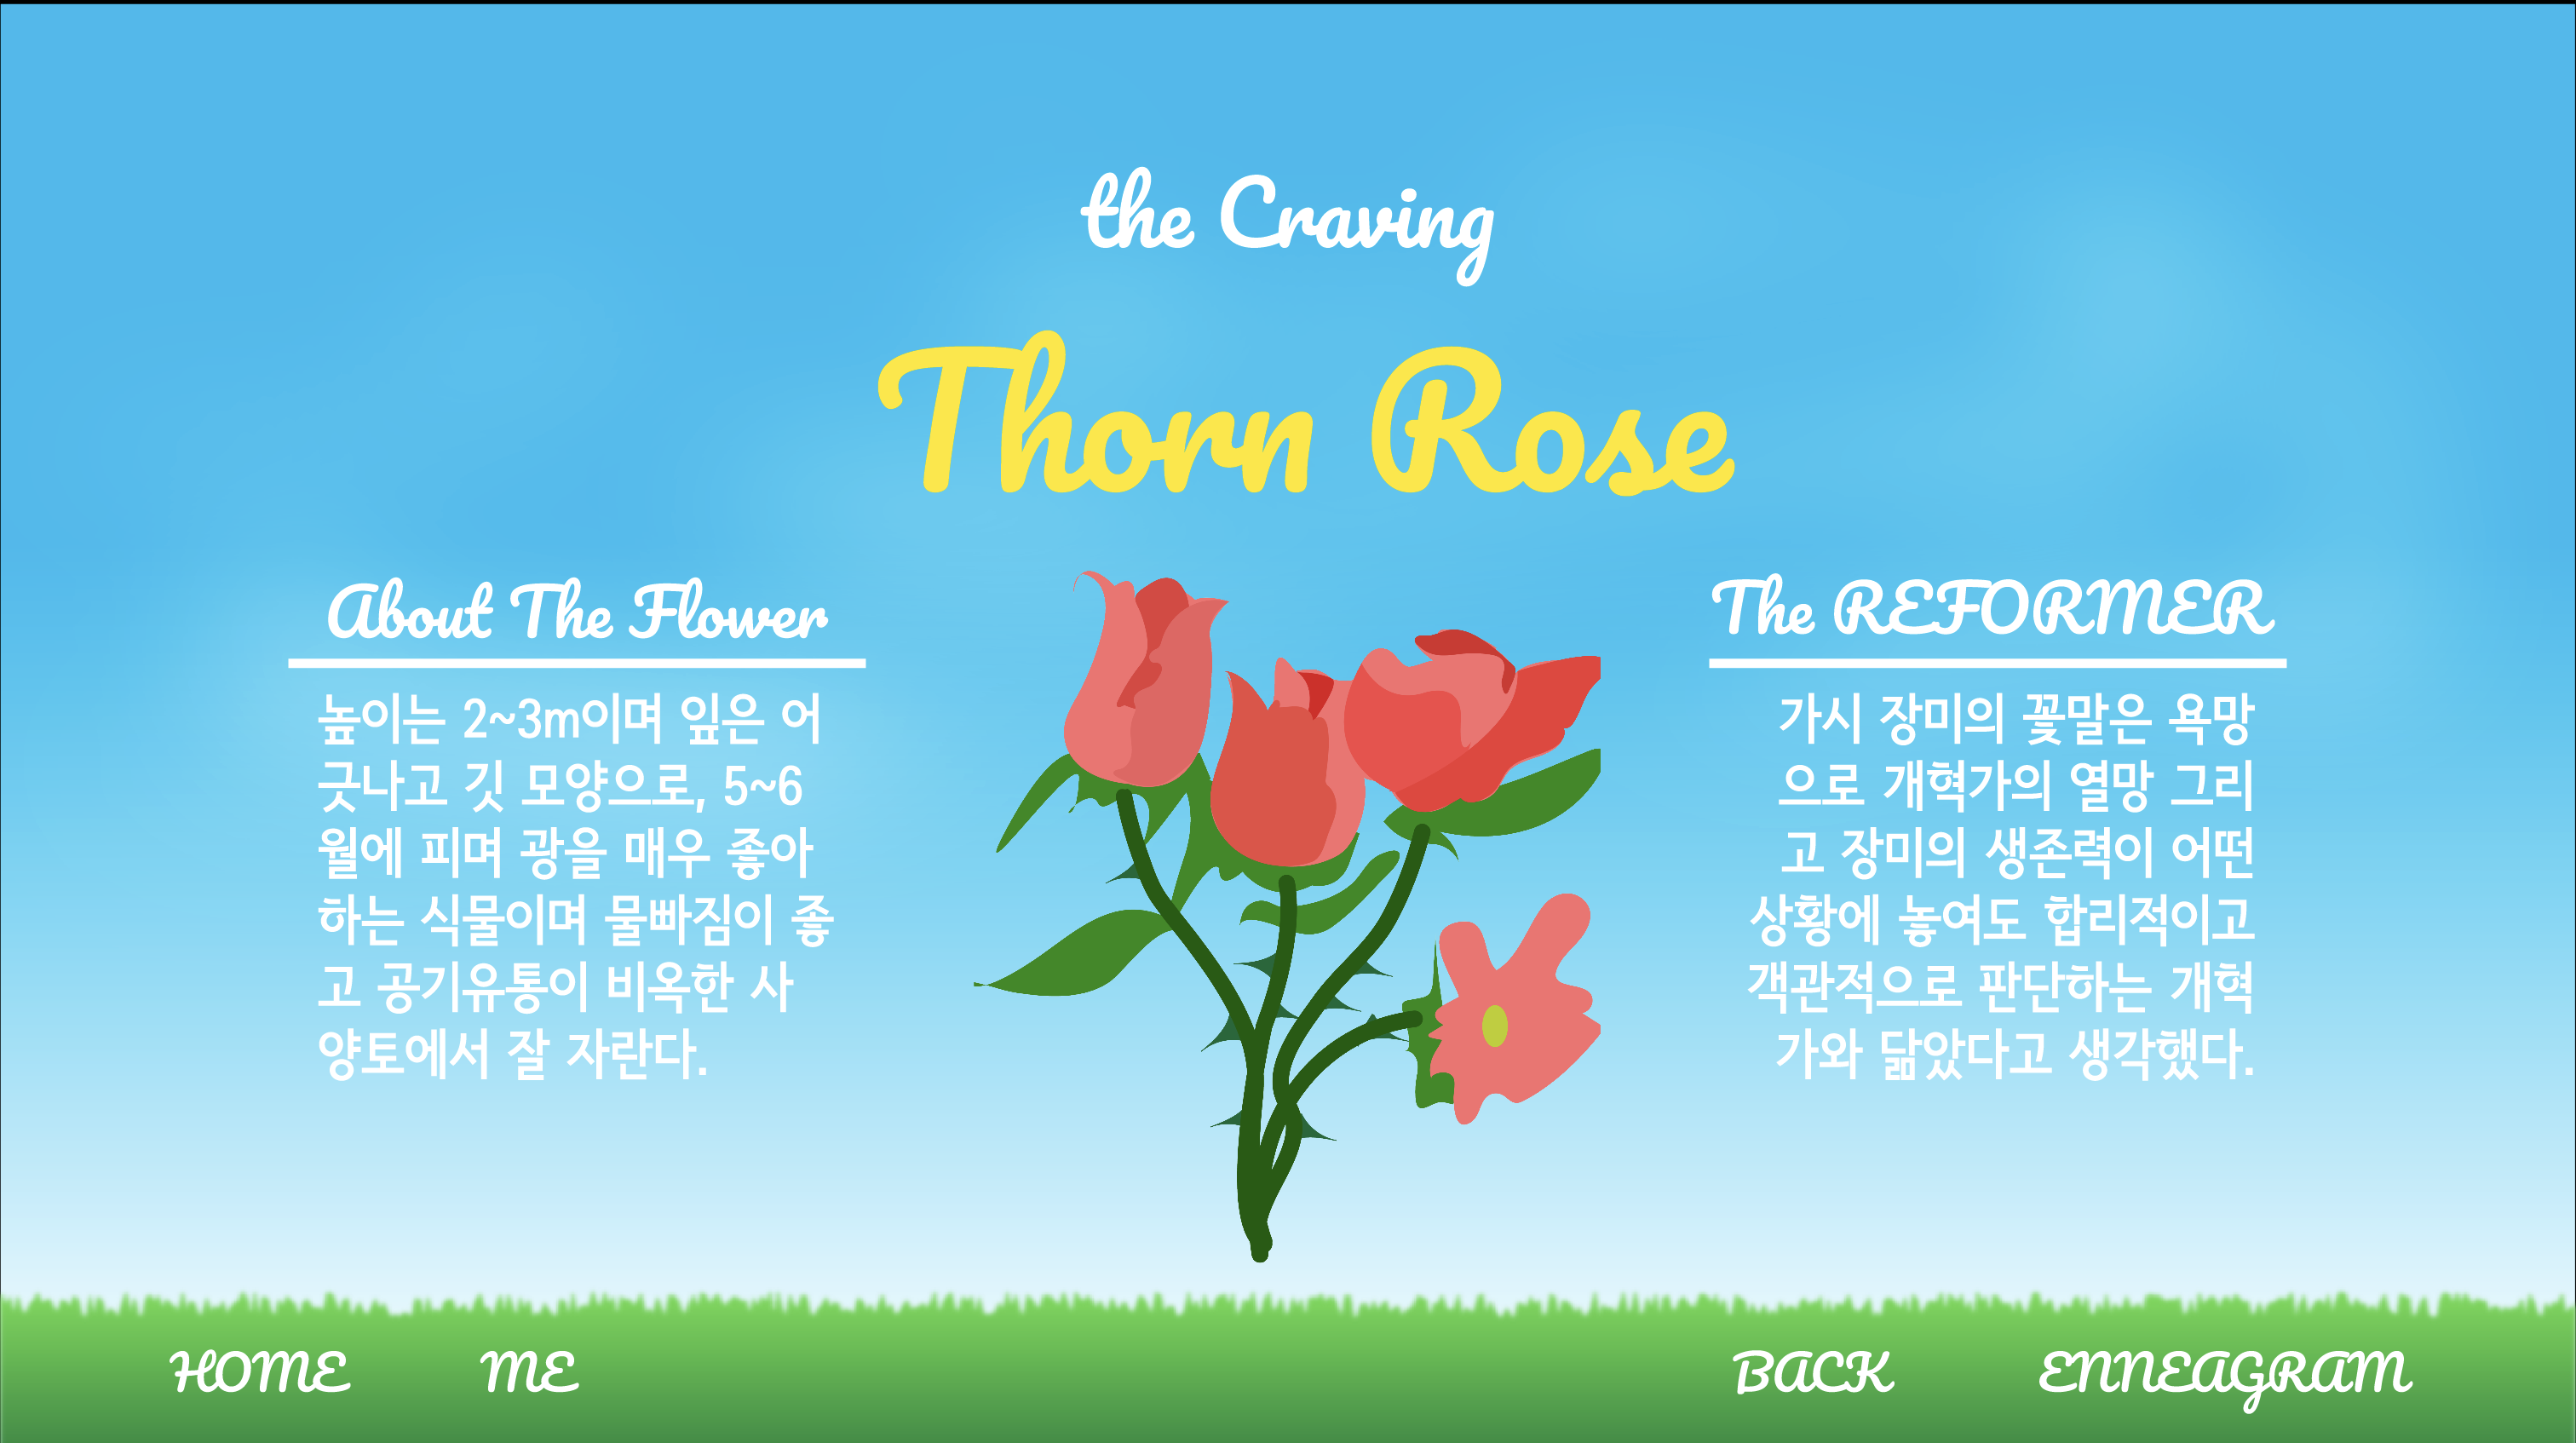 the Craving
Thorn Rose
About The Flower
높이는 2~3m이며 잎은 어
긋나고 깃 모양으로, 5~6
월에 피며 광을 매우 좋아
하는 식물이며 물빠짐이 좋
고 공기유통이 비옥한 사
양토에서 잘 자란다.
The REFORMER
가시 장미의 꽃말은 욕망
으로 개혁가의 열망 그리
고 장미의 생존력이 어떤
상황에 놓여도 합리적이고
객관적으로 판단하는 개혁
가와 닮았다고 생각했다.
HOME
ME
BACK
ENNEAGRAM